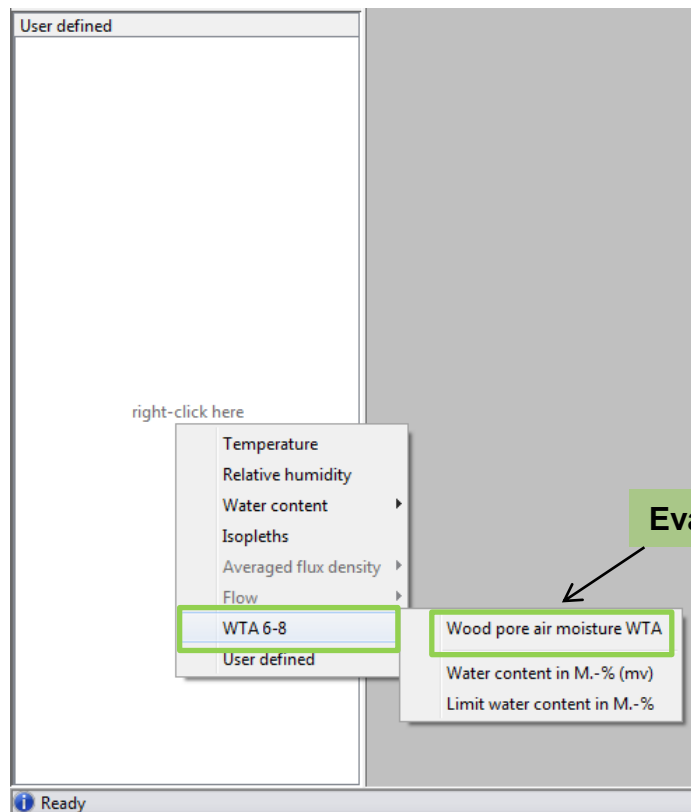 User defined
right-click here
Temperature
Relative humidity
Water content
Isopleths
Averaged flux density
Flow
WTA 6-8
User defined
Wood pore air moisture WTA
Water content in M.-% (mv)
Limit water content in M.-%
Eva
Ready